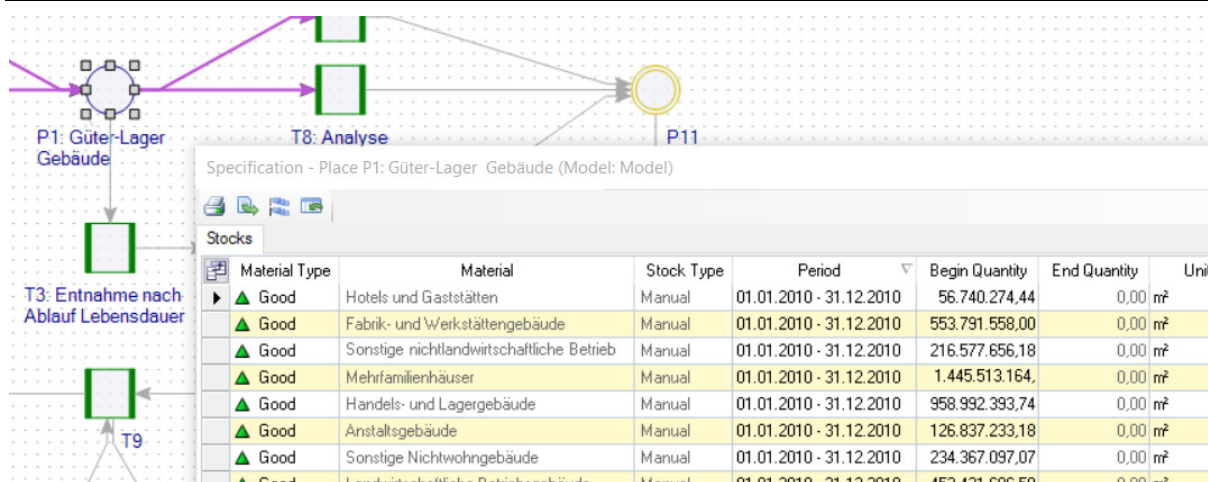 P1: Güter-Lager
Gebäude
T8: Analyse
P11
Specification - Place P1: Güter-Lager Gebäude (Model: Model)
Stocks
Material Type Material Stock Type Period Begin Quantity End Quantity Uni
Good Hotels und Gaststätten Manual 01.01.2010 - 31.12.2010 56.740.274,44 0,00 m²
Good Fabrik- und Werkstättengebäude Manual 01.01.2010 - 31.12.2010 553.791.558,00 0,00 m²
Good Sonstige nichtlandwirtschaftliche Betrieb Manual 01.01.2010 - 31.12.2010 216.577.656,18 0,00 m²
Good Mehrfamilienhäuser Manual 01.01.2010 - 31.12.2010 1.445.513.164, 0,00 m²
Good Handels- und Lagergebäude Manual 01.01.2010 - 31.12.2010 958.992.393,74 0,00 m²
Good Anstaltsgebäude Manual 01.01.2010 - 31.12.2010 126.837.233,18 0,00 m²
Good Sonstige Nichtwohngebäude Manual 01.01.2010 - 31.12.2010 234.367.097,07 0,00 m²
T3: Entnahme nach
Ablauf Lebensdauer
T9